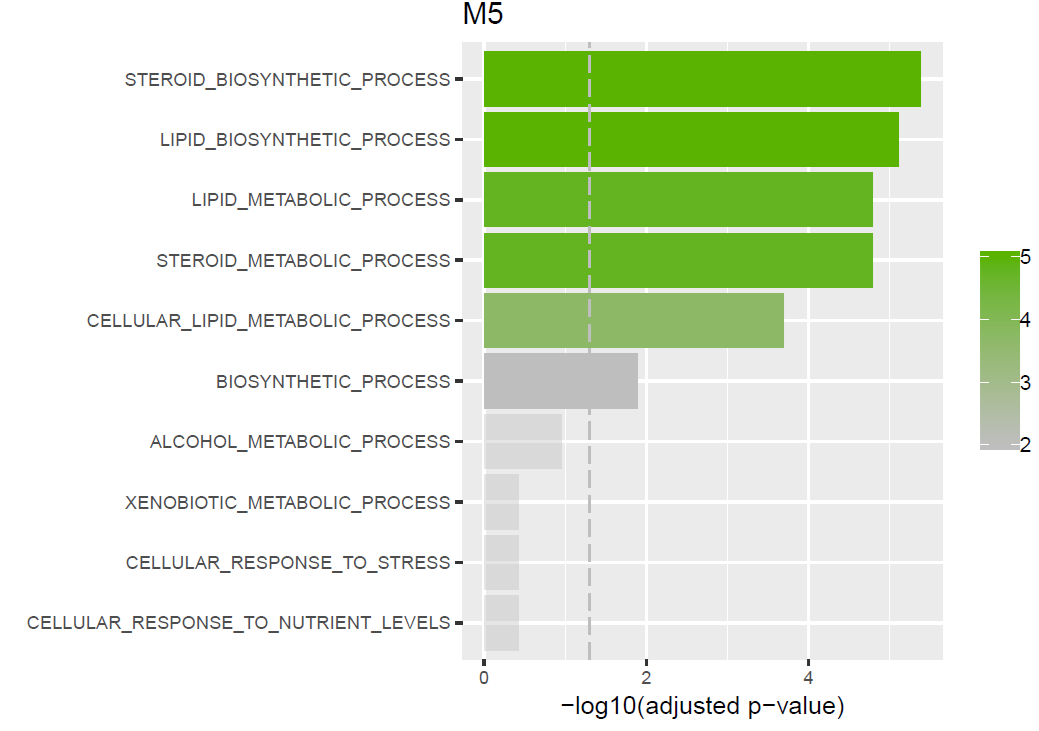 M5
STEROID_BIOSYNTHETIC_PROCESS
LIPID_BIOSYNTHETIC_PROCESS
LIPID_METABOLIC_PROCESS
STEROID_METABOLIC_PROCESS
CELLULAR_LIPID_METABOLIC_PROCESS
BIOSYNTHETIC_PROCESS
ALCOHOL_METABOLIC_PROCESS
XENOBIOTIC_METABOLIC_PROCESS
CELLULAR_RESPONSE_TO_STRESS
CELLULAR_RESPONSE_TO_NUTRIENT_LEVELS
0 2 4
−log10(adjusted p−value)
5
4
3
2